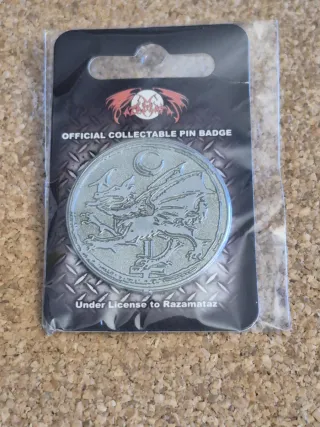 OFFICIAL COLLECTABLE PIN BADGE
Under License to Razamataz